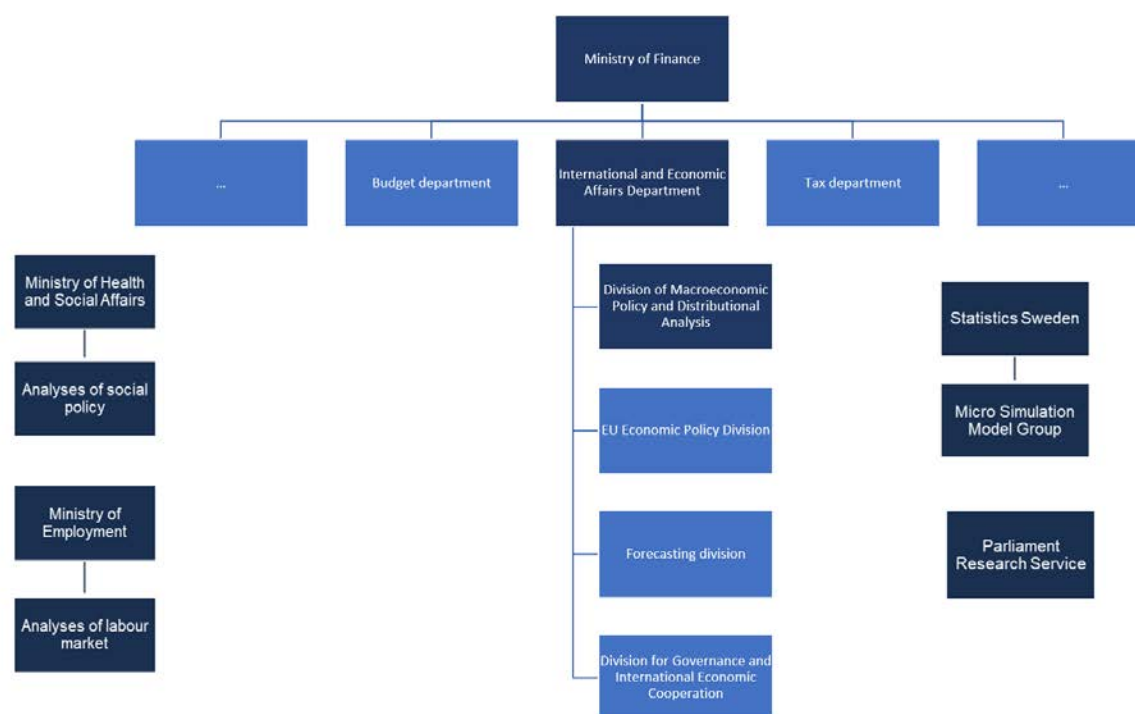 Ministry of Finance
...
Budget department
International and Economic
Affairs Department
Tax department
...
Ministry of Health
and Social Affairs
Analyses of social
policy
Ministry of
Employment
Analyses of labour
market
Division of Macroeconomic
Policy and Distributional
Analysis
EU Economic Policy Division
Forecasting division
Division for Governance and
International Economic
Cooperation
Statistics Sweden
Micro Simulation
Model Group
Parliament
Research Service